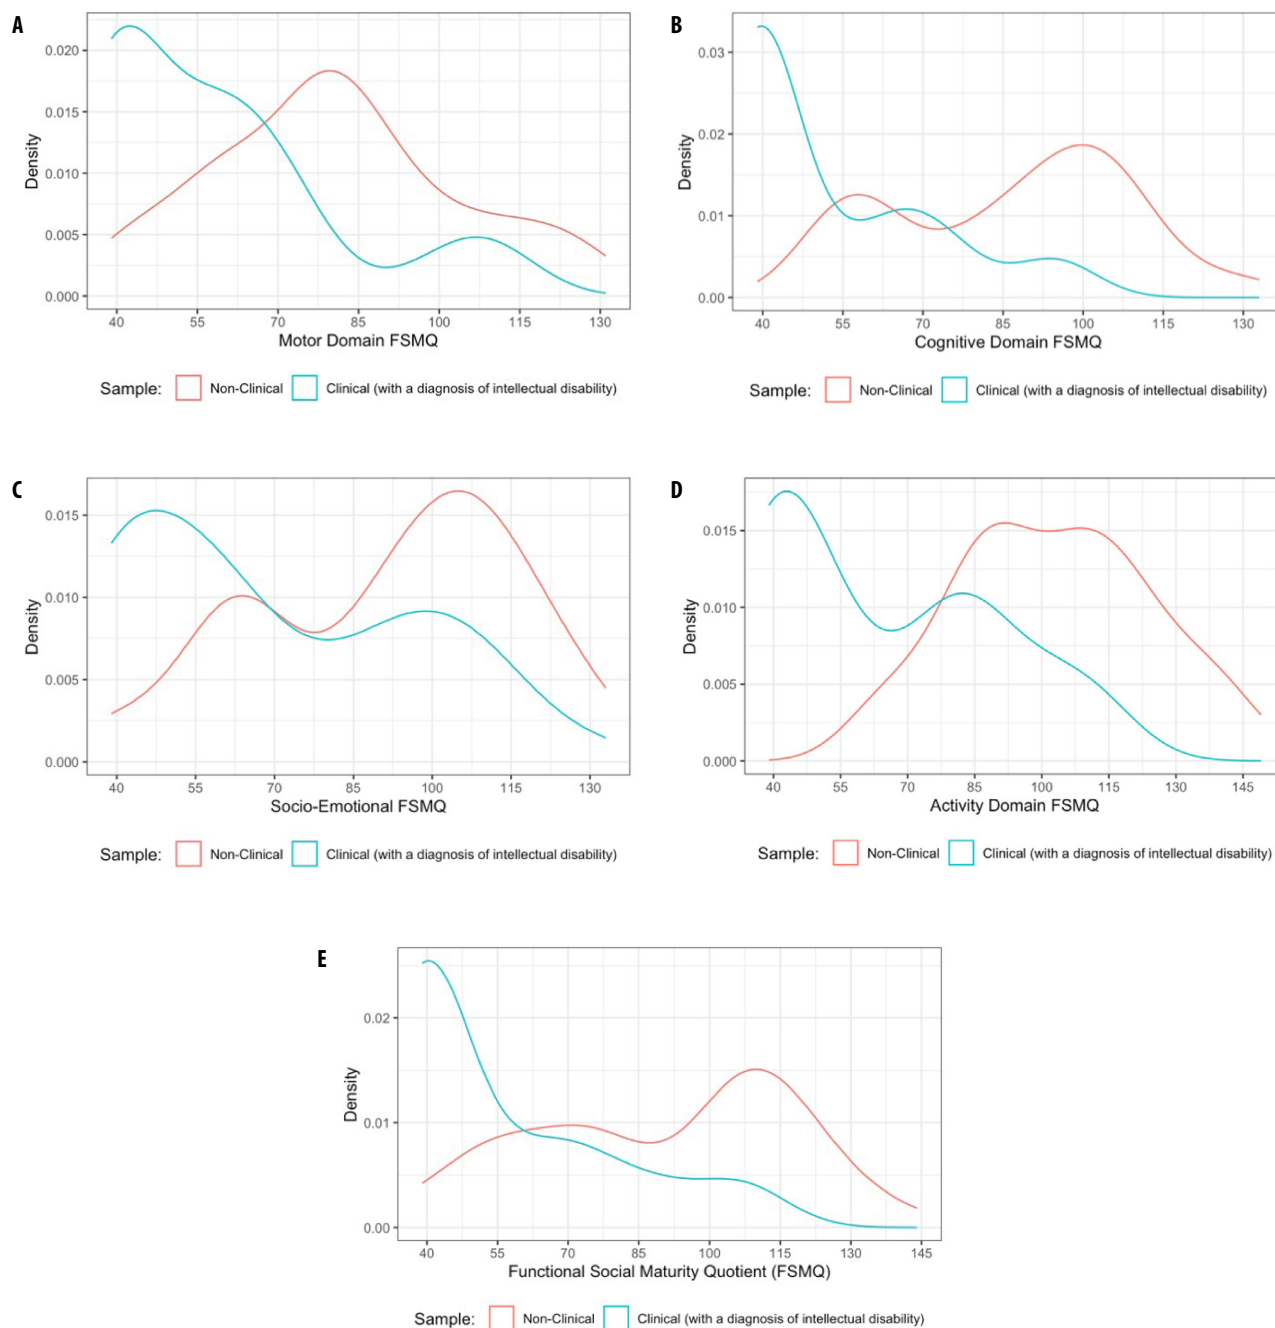 A
0.020
0.015
0.010
0.005
0.000
Density
40 55 70 85 100 115 130
Motor Domain FSMQ
Sample: Non-Clinical Clinical (with a diagnosis of intellectual disability)
B
0.03
0.02
0.01
0.00
Density
40 55 70 85 100 115 130
Cognitive Domain FSMQ
Sample: Non-Clinical Clinical (with a diagnosis of intellectual disability)
C
0.015
0.010
0.005
0.000
Density
40 55 70 85 100 115 130
Socio-Emotional FSMQ
Sample: Non-Clinical Clinical (with a diagnosis of intellectual disability)
D
0.015
0.010
0.005
0.000
Density
40 55 70 85 100 115 130 145
Activity Domain FSMQ
Sample: Non-Clinical Clinical (with a diagnosis of intellectual disability)
E
0.02
0.01
0.00
Density
40 55 70 85 100 115 130 145
Functional Social Maturity Quotient (FSMQ)
Sample: Non-Clinical Clinical (with a diagnosis of intellectual disability)